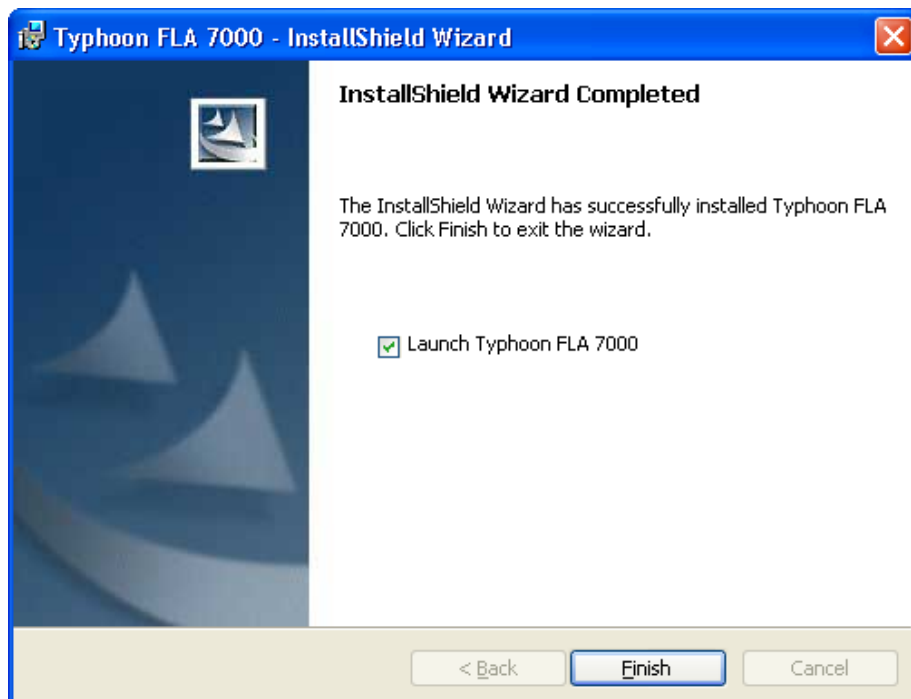 Typhoon FLA 7000 - InstallShield Wizard
InstallShield Wizard Completed
The InstallShield Wizard has successfully installed Typhoon FLA
7000. Click Finish to exit the wizard.
Launch Typhoon FLA 7000
< Back
Finish
Cancel